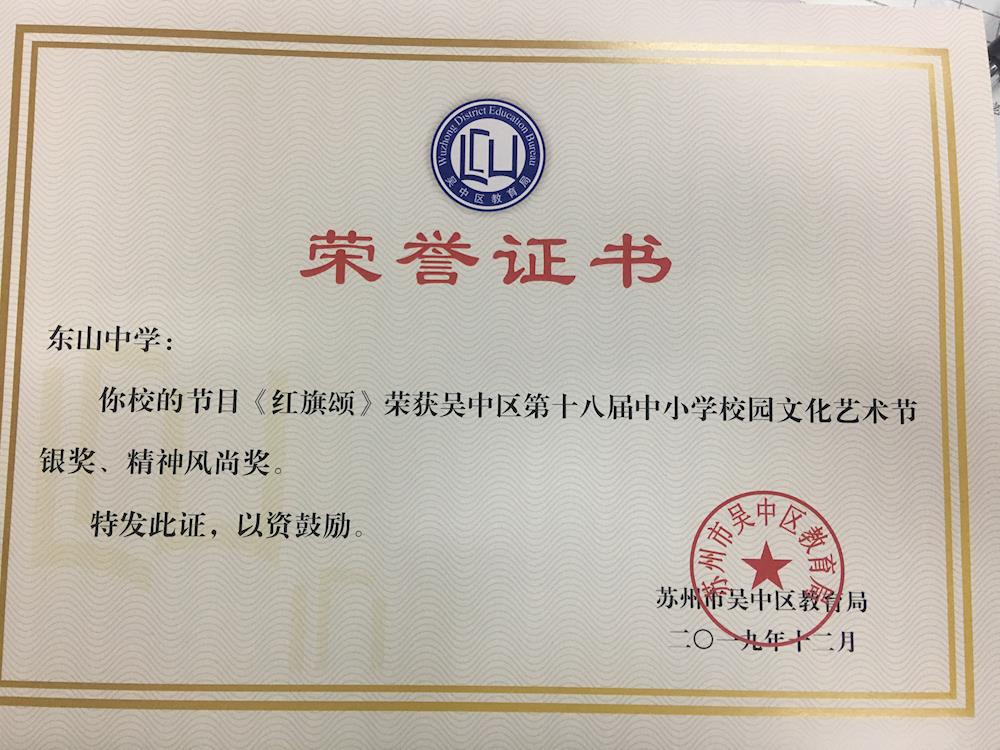 Wuzhong District Education Bureau
吴中区教育局
荣誉证书
东山中学：
你校的节目《红旗颂》荣获吴中区第十八届中小学校园文化艺术节
银奖、精神风尚奖。
特发此证，以资鼓励。
苏州市吴中区教育局
苏州市吴中区教育局
二〇一九年十二月